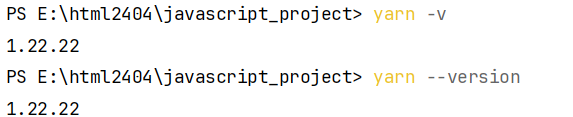 PS E:\html2404\javascript_project> yarn -v
1.22.22
PS E:\html2404\javascript_project> yarn --version
1.22.22